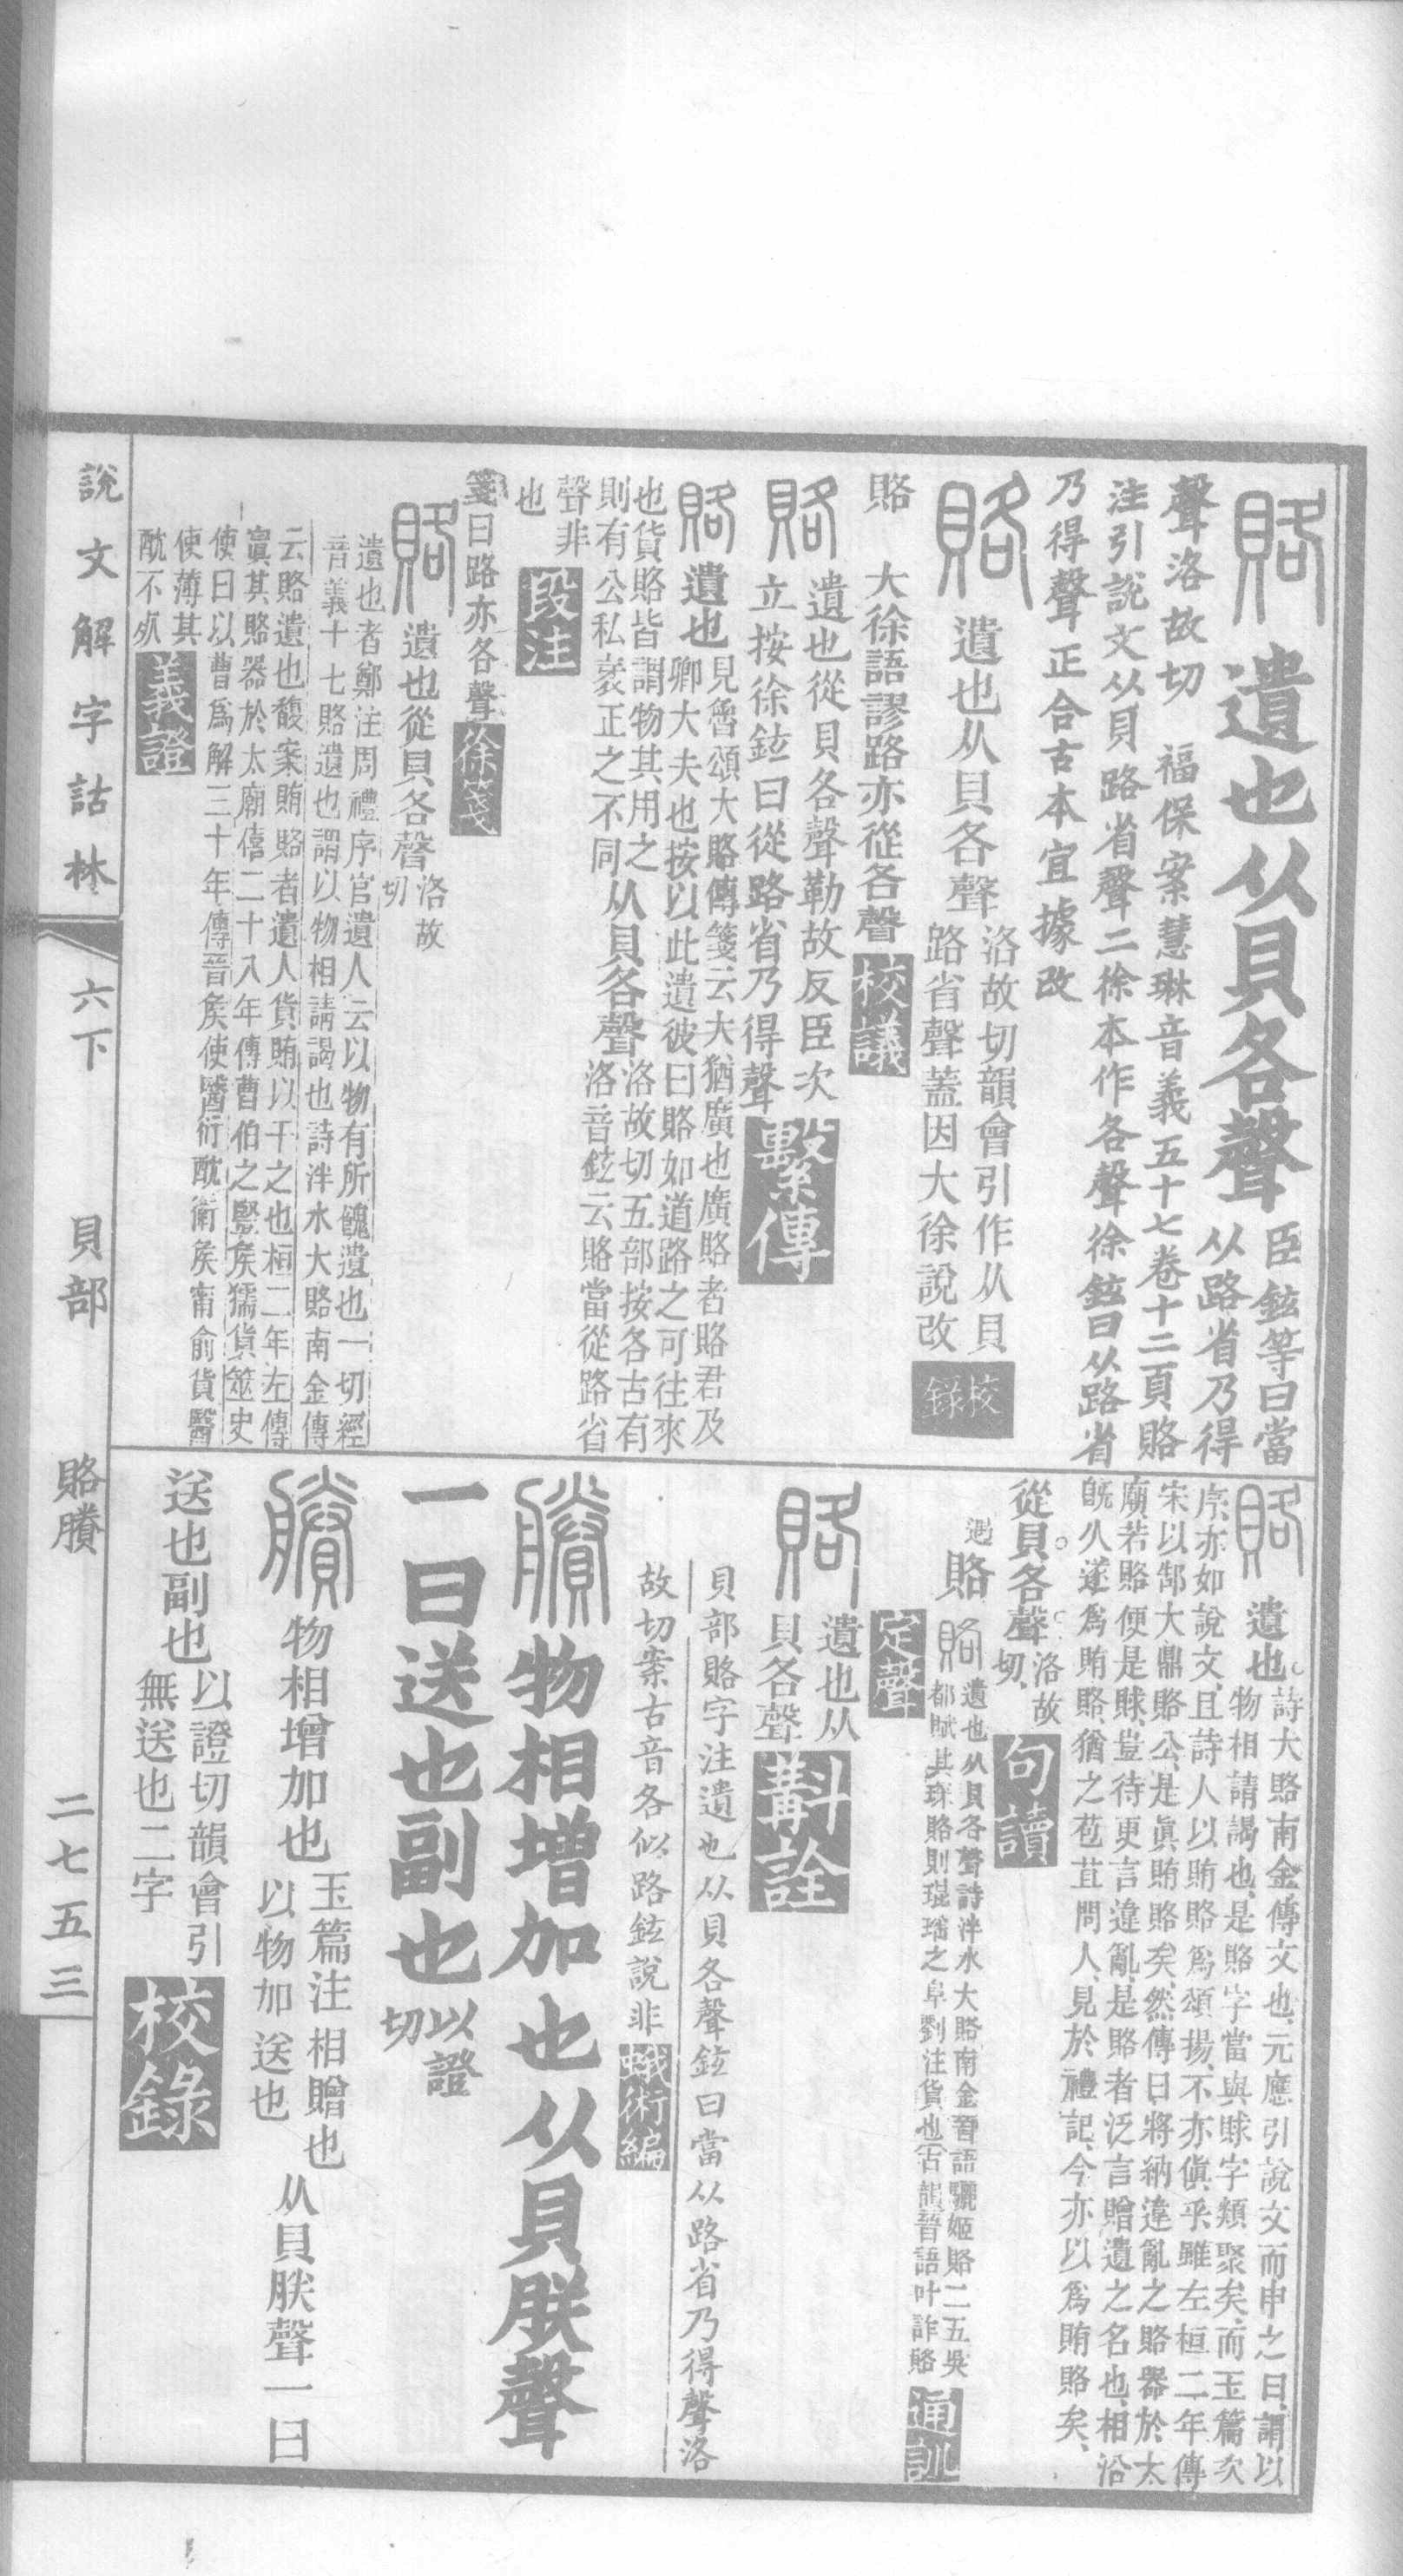 賂
遺也从貝各聲
臣鉉等曰當
从路省乃得
聲洛故切　福保案慧琳音義五十七卷十二頁賂
注引說文从貝路省聲二徐本作各聲徐鉉曰从路省
乃得聲正合古本宜據改
賂
遺也从貝各聲
洛故切韻會引作从貝
路省聲蓋因大徐說改
校錄
賂　大徐語謬路亦從各聲
校議
賂
遺也從貝各聲勒故反臣次
立按徐鉉曰從路省乃得聲
繫傳
賂
遺也
見魯頌大賂傳箋云大猶廣也廣賂者賂君及
卿大夫也按以此遺彼曰賂如道路之可往來
也貨賂皆謂物其用之
則有公私衺正之不同
从貝各聲
洛故切五部按各古有
洛音鉉云賂當從路省
聲非
也
段注
箋曰路亦各聲
徐箋
賂
遺也從貝各聲
洛故
切
遺也者鄭注周禮序官遺人云以物有所饋遺也一切經
音義十七賂遺也謂以物相請謁也詩泮水大賂南金傳
云賂遺也馥案賄賂者遺人貨賄以干之也桓二年左傳
寘其賂器於太廟僖二十八年傳曹伯之豎矦獳貨筮史
使曰以曹爲解三十年傳晉矦使醫衍酖衞矦甯俞貨醫
使薄其
酖不死
義證
賂
遺也。
詩大賂南金傳文也、元應引說文而申之曰、謂以
物相請謁也、是賂字當與賕字類聚矣、而玉篇次
序亦如說文、且詩人以賄賂爲頌揚、不亦傎乎雖左桓二年傳
宋以郜大鼎賂公、是眞賄賂矣、然傳曰、將納違亂之賂器於太
廟若賂便是賕、豈待更言違亂、是賂者泛言贈遺之名也、相沿
旣久遂爲賄賂、猶之苞苴問人、見於禮記、今亦以爲賄賂矣、
從貝。各聲。
洛故
切、
句讀
賂
賂
遺也从貝各聲詩泮水大賂南金晉語驪姬賂二五吳
都賦其琛賂則琨瑤之阜劉注貨也古韻晉語叶詐賂
通訓
定聲
賂
遺也从
貝各聲
斠詮
貝部賂字注遺也从貝各聲鉉曰當从路省乃得聲洛
故切案古音各似路鉉說非
蛾術編
賸
物相增加也从貝朕聲
一曰送也副也
以證
切
賸
物相增加也
玉篇注相贈也
以物加送也
从貝朕聲一曰
送也副也
以證切韻會引
無送也二字
校錄
說文解字詁林
六下
貝部
賂賸
二七五三